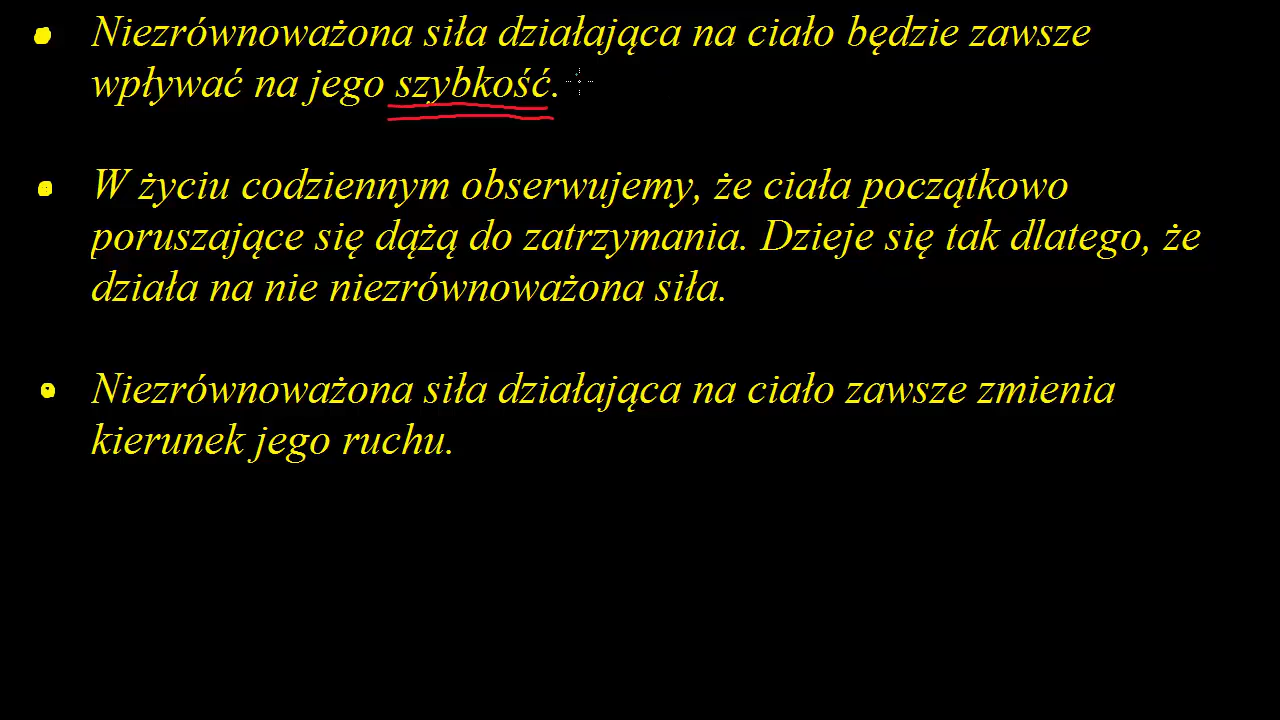 Niezrównoważona siła działająca na ciało będzie zawsze
wpływać na jego szybkość.
W życiu codziennym obserwujemy, że ciała początkowo
poruszające się dążą do zatrzymania. Dzieje się tak dlatego, że
działa na nie niezrównoważona siła.
Niezrównoważona siła działająca na ciało zawsze zmienia
kierunek jego ruchu.